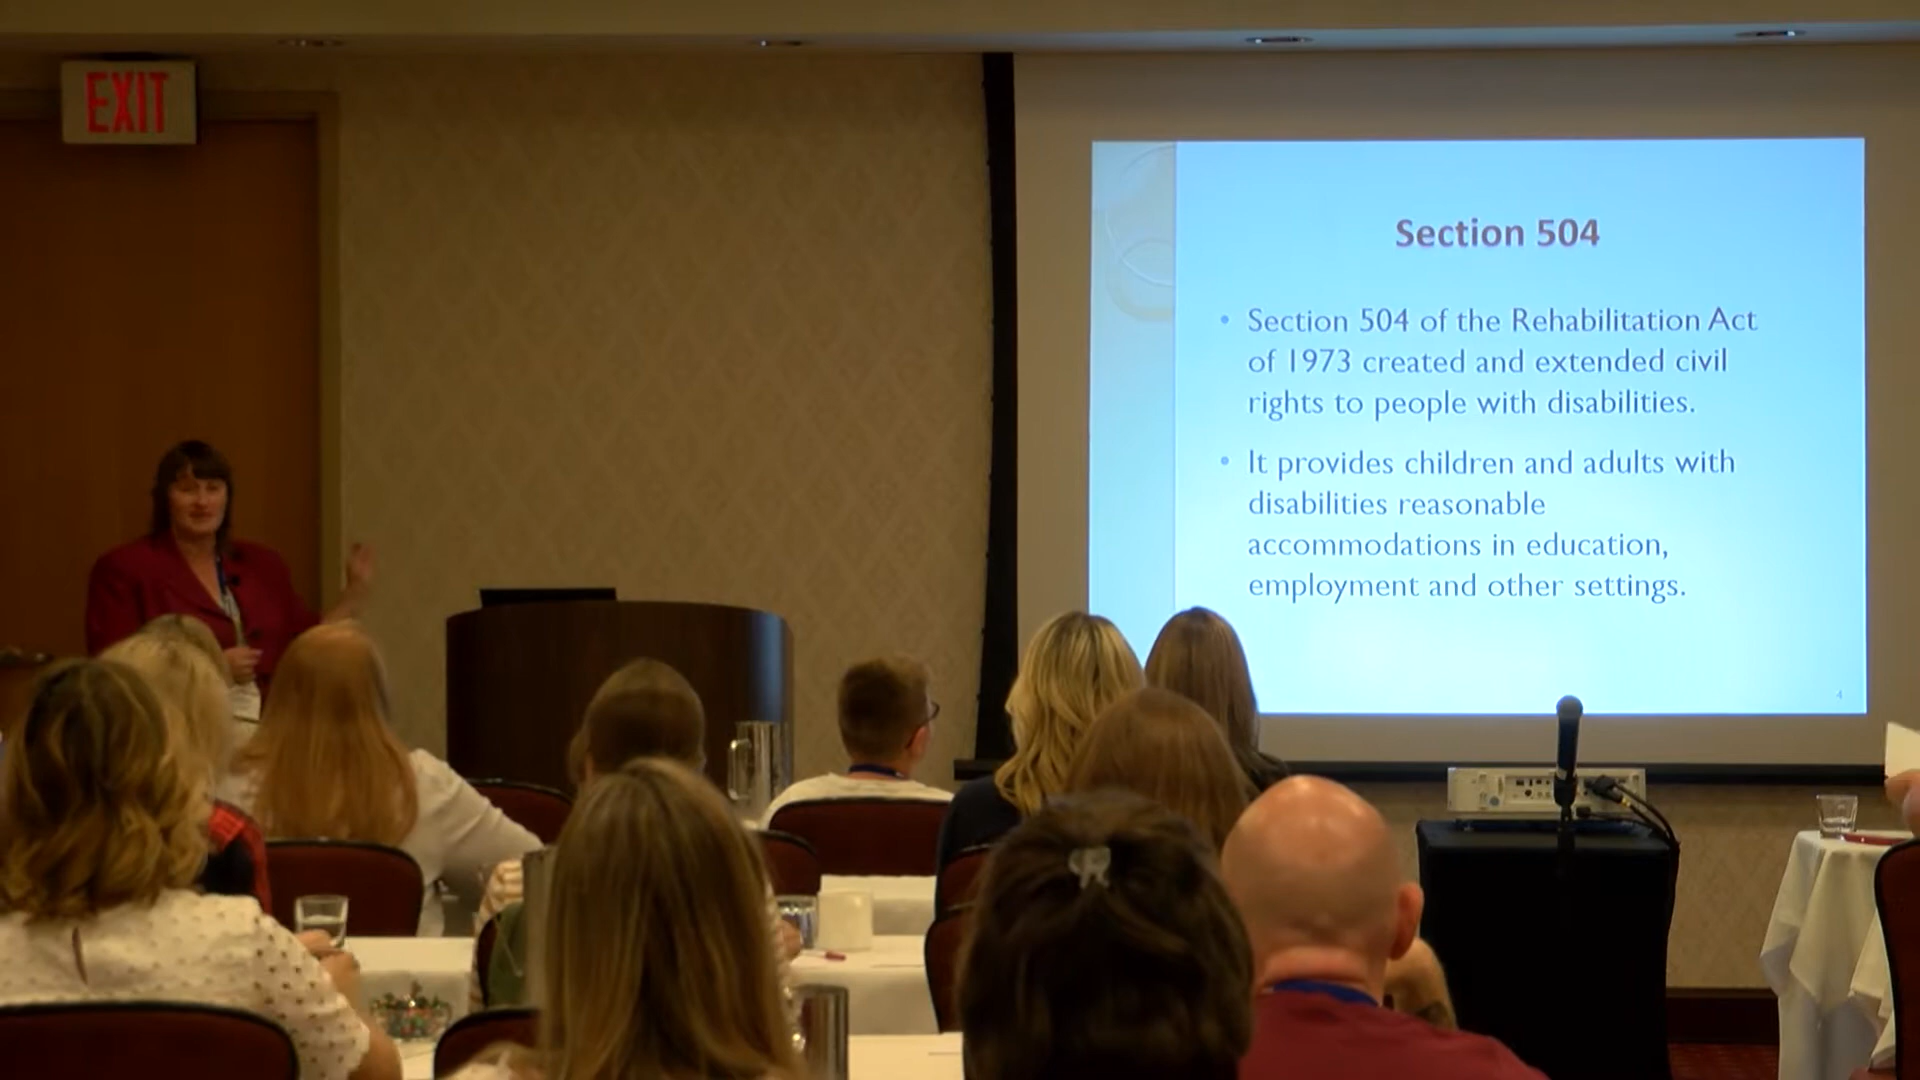 EXIT
Section 504
• Section 504 of the Rehabilitation Act
of 1973 created and extended civil
rights to people with disabilities.
• It provides children and adults with
disabilities reasonable
accommodations in education,
employment and other settings.
4